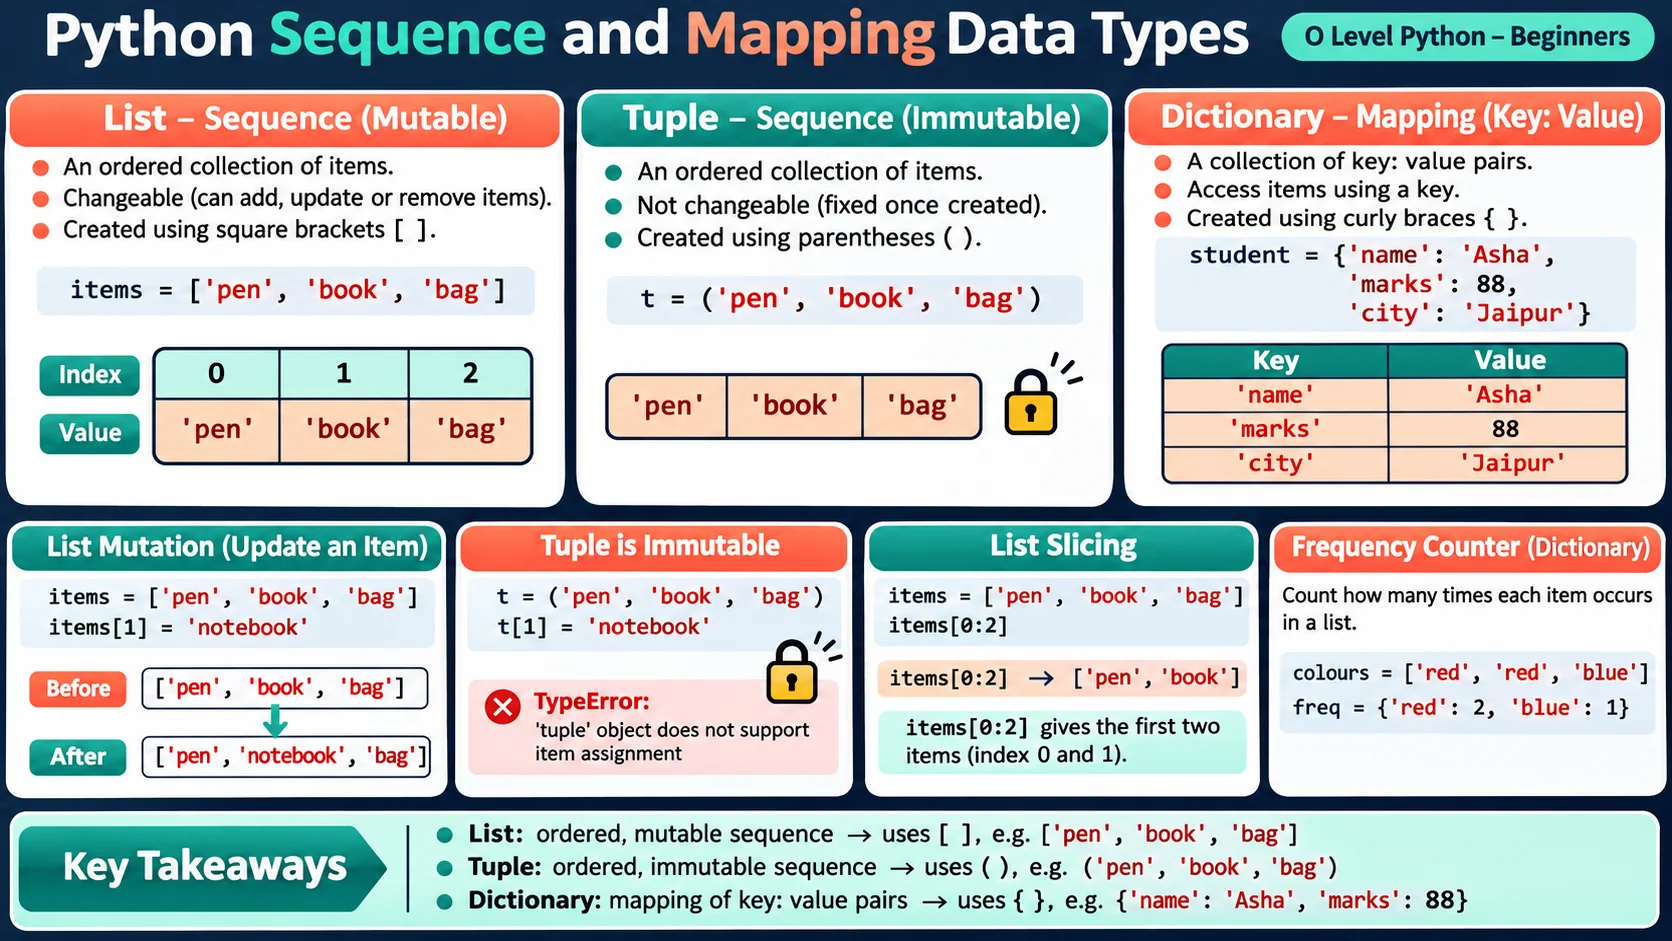 Python Sequence and Mapping Data Types
O Level Python – Beginners
List – Sequence (Mutable)
An ordered collection of items.
Changeable (can add, update or remove items).
Created using square brackets [ ].
items = ['pen', 'book', 'bag']
Index 0 1 2
Value 'pen' 'book' 'bag'
Tuple – Sequence (Immutable)
An ordered collection of items.
Not changeable (fixed once created).
Created using parentheses ( ).
t = ('pen', 'book', 'bag')
'pen' 'book' 'bag'
Dictionary – Mapping (Key: Value)
A collection of key: value pairs.
Access items using a key.
Created using curly braces { }.
student = {'name': 'Asha',
'marks': 88,
'city': 'Jaipur'}
Key Value
'name' 'Asha'
'marks' 88
'city' 'Jaipur'
List Mutation (Update an Item)
items = ['pen', 'book', 'bag']
items[1] = 'notebook'
Before ['pen', 'book', 'bag']
After ['pen', 'notebook', 'bag']
Tuple is Immutable
t = ('pen', 'book', 'bag')
t[1] = 'notebook'
TypeError:
'tuple' object does not support
item assignment
List Slicing
items = ['pen', 'book', 'bag']
items[0:2]
items[0:2] → ['pen', 'book']
items[0:2] gives the first two
items (index 0 and 1).
Frequency Counter (Dictionary)
Count how many times each item occurs
in a list.
colours = ['red', 'red', 'blue']
freq = {'red': 2, 'blue': 1}
Key Takeaways
List: ordered, mutable sequence → uses [ ], e.g. ['pen', 'book', 'bag']
Tuple: ordered, immutable sequence → uses ( ), e.g. ('pen', 'book', 'bag')
Dictionary: mapping of key: value pairs → uses { }, e.g. {'name': 'Asha', 'marks': 88}